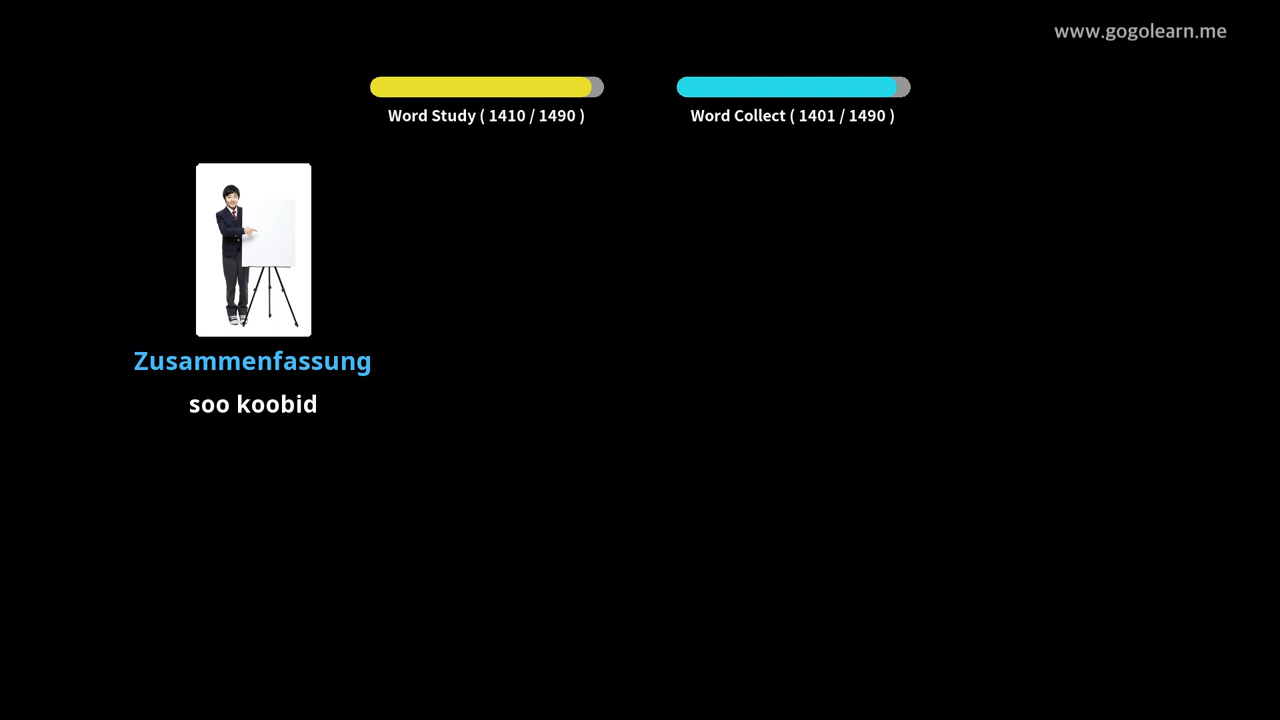 www.gogolearn.me
Word Study ( 1410 / 1490 )
Word Collect ( 1401 / 1490 )
Zusammenfassung
soo koobid